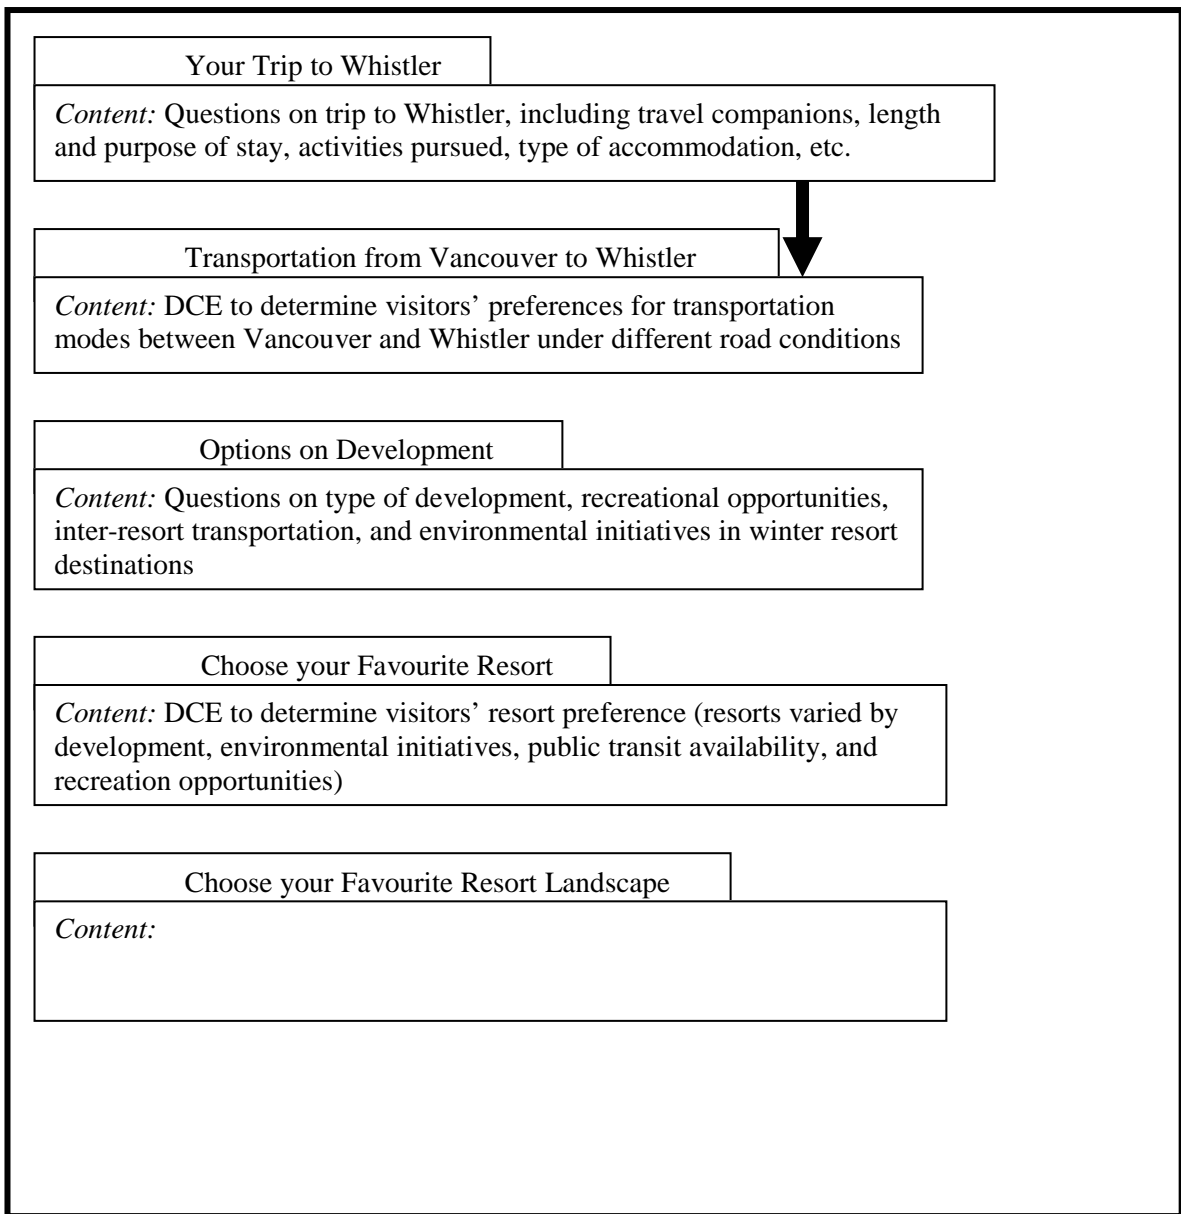 Your Trip to Whistler
Content: Questions on trip to Whistler, including travel companions, length
and purpose of stay, activities pursued, type of accommodation, etc.
Transportation from Vancouver to Whistler
Content: DCE to determine visitors’ preferences for transportation
modes between Vancouver and Whistler under different road conditions
Options on Development
Content: Questions on type of development, recreational opportunities,
inter-resort transportation, and environmental initiatives in winter resort
destinations
Choose your Favourite Resort
Content: DCE to determine visitors’ resort preference (resorts varied by
development, environmental initiatives, public transit availability, and
recreation opportunities)
Choose your Favourite Resort Landscape
Content: